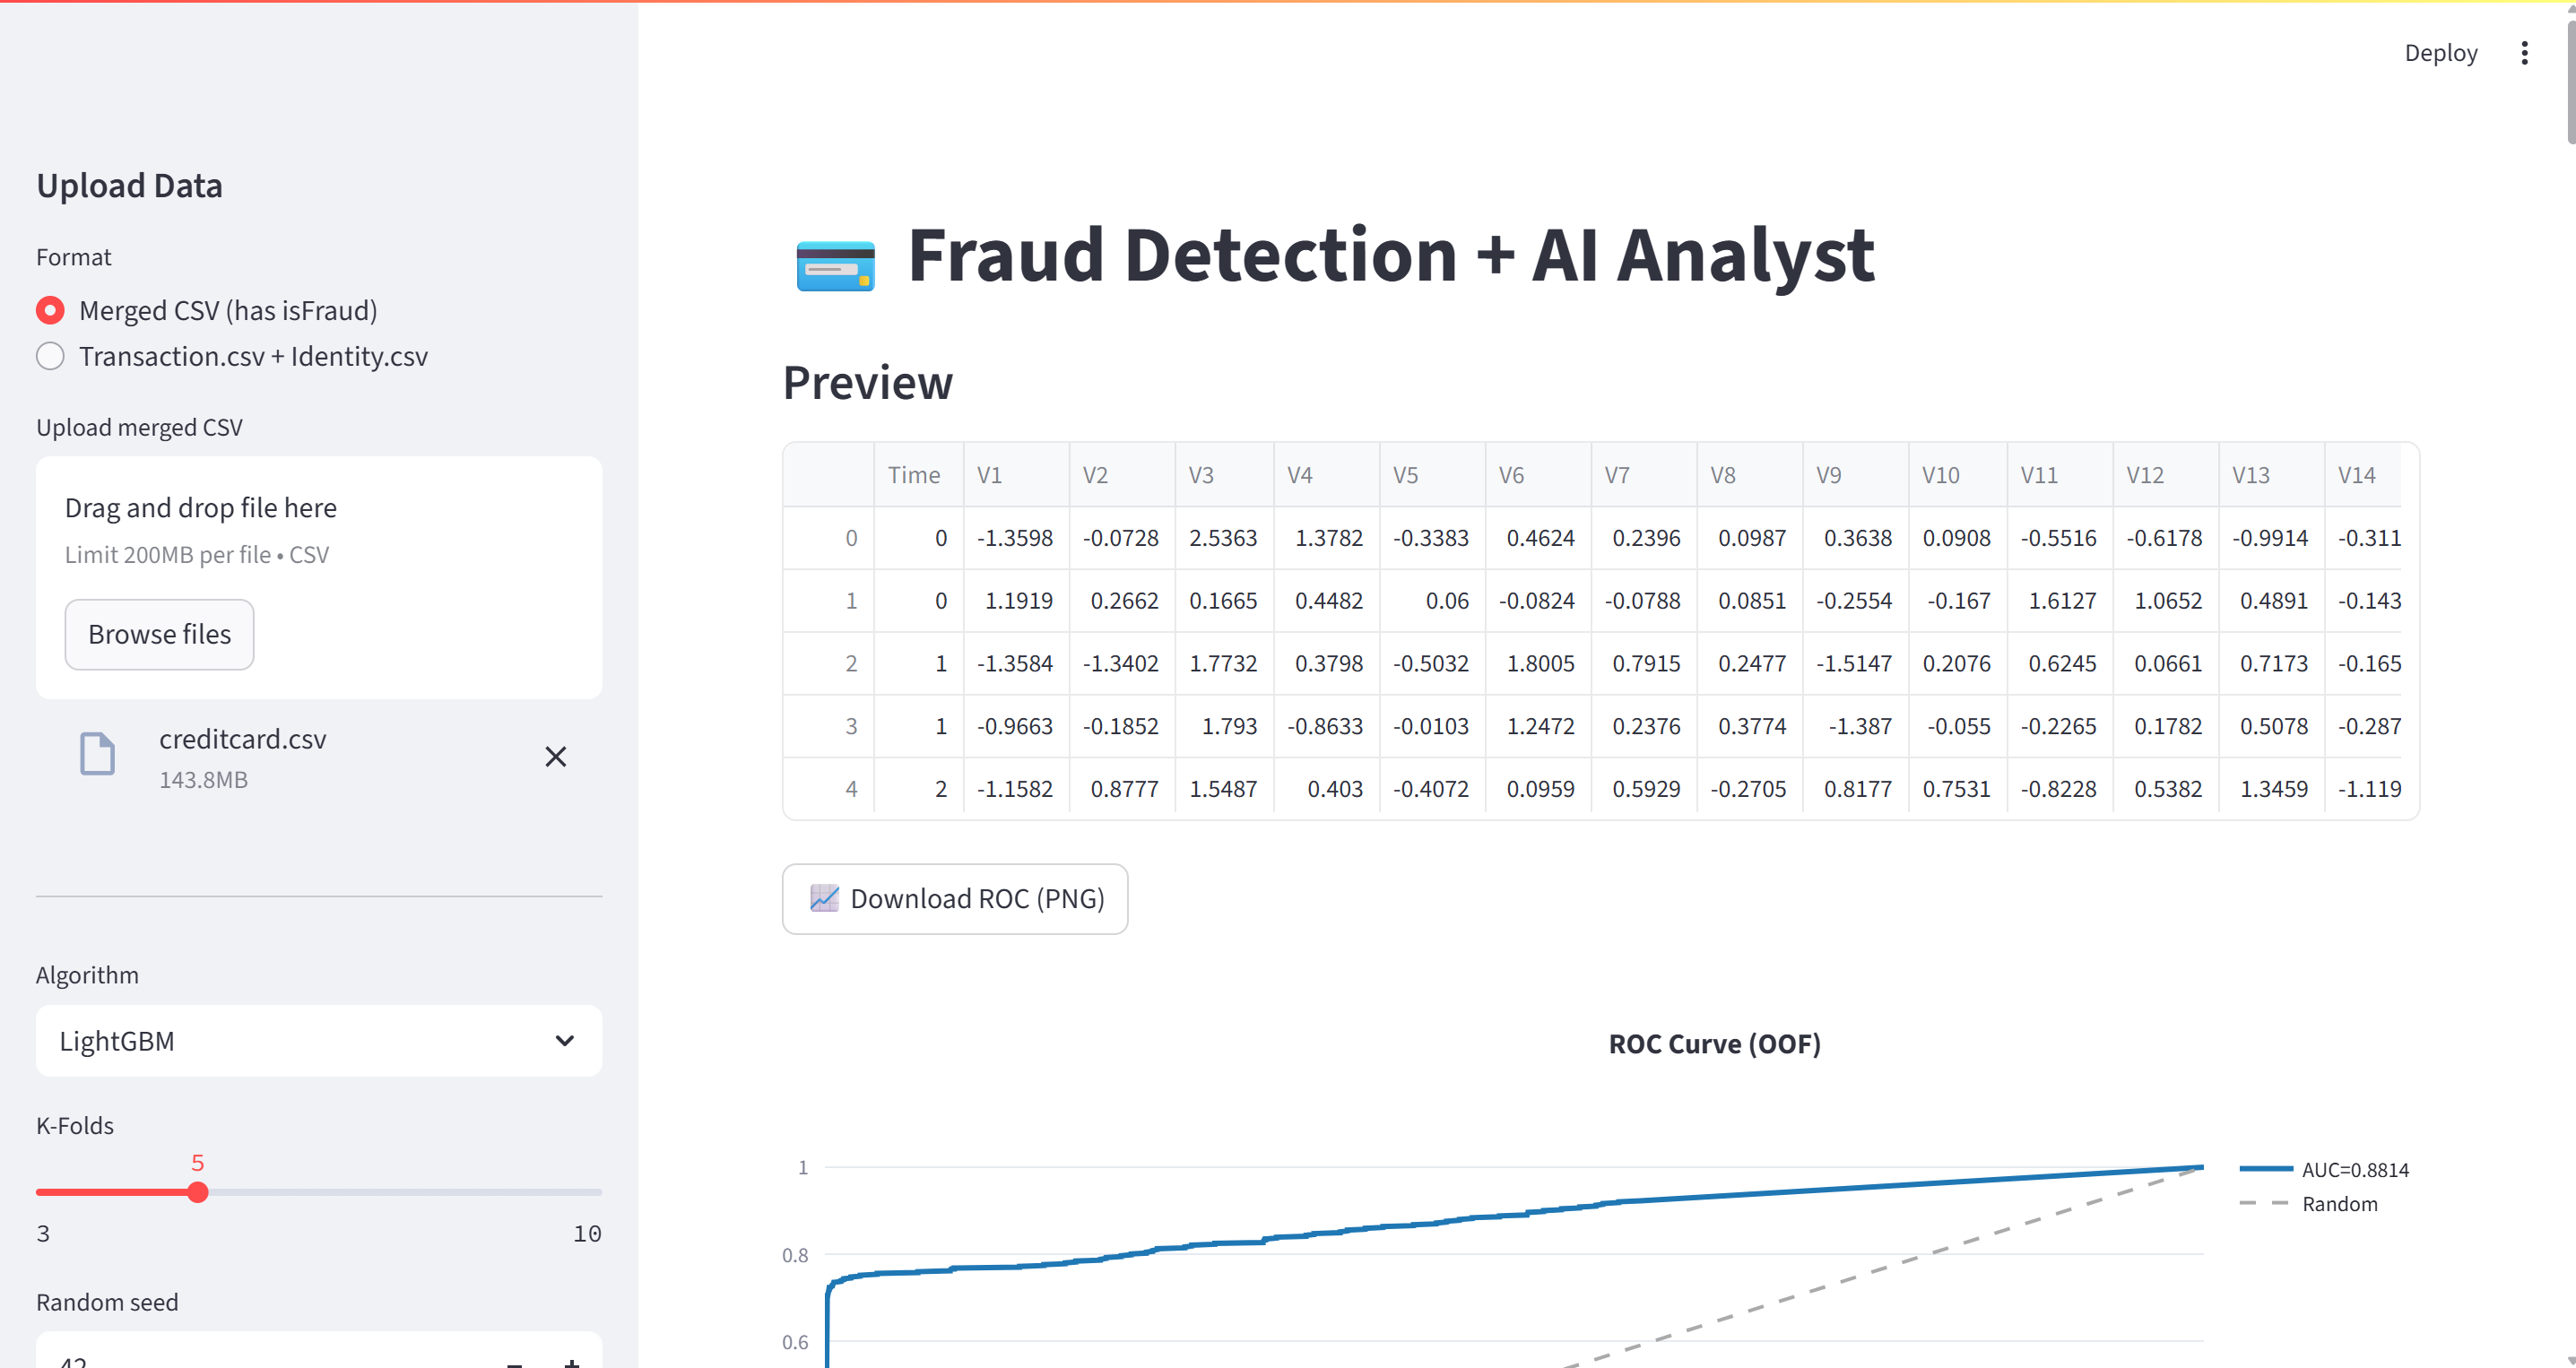 Deploy
Upload Data
Format
Merged CSV (has isFraud)
Transaction.csv + Identity.csv
Upload merged CSV
Drag and drop file here
Limit 200MB per file • CSV
Browse files
creditcard.csv
143.8MB
Algorithm
LightGBM
K-Folds
5
3 10
Random seed
42
Fraud Detection + AI Analyst
Preview
Time V1 V2 V3 V4 V5 V6 V7 V8 V9 V10 V11 V12 V13 V14
0 0 -1.3598 -0.0728 2.5363 1.3782 -0.3383 0.4624 0.2396 0.0987 0.3638 0.0908 -0.5516 -0.6178 -0.9914 -0.311
1 0 1.1919 0.2662 0.1665 0.4482 0.06 -0.0824 -0.0788 0.0851 -0.2554 -0.167 1.6127 1.0652 0.4891 -0.143
2 1 -1.3584 -1.3402 1.7732 0.3798 -0.5032 1.8005 0.7915 0.2477 -1.5147 0.2076 0.6245 0.0661 0.7173 -0.165
3 1 -0.9663 -0.1852 1.793 -0.8633 -0.0103 1.2472 0.2376 0.3774 -1.387 -0.055 -0.2265 0.1782 0.5078 -0.287
4 2 -1.1582 0.8777 1.5487 0.403 -0.4072 0.0959 0.5929 -0.2705 0.8177 0.7531 -0.8228 0.5382 1.3459 -1.119
Download ROC (PNG)
ROC Curve (OOF)
1
0.8
0.6
AUC=0.8814
Random